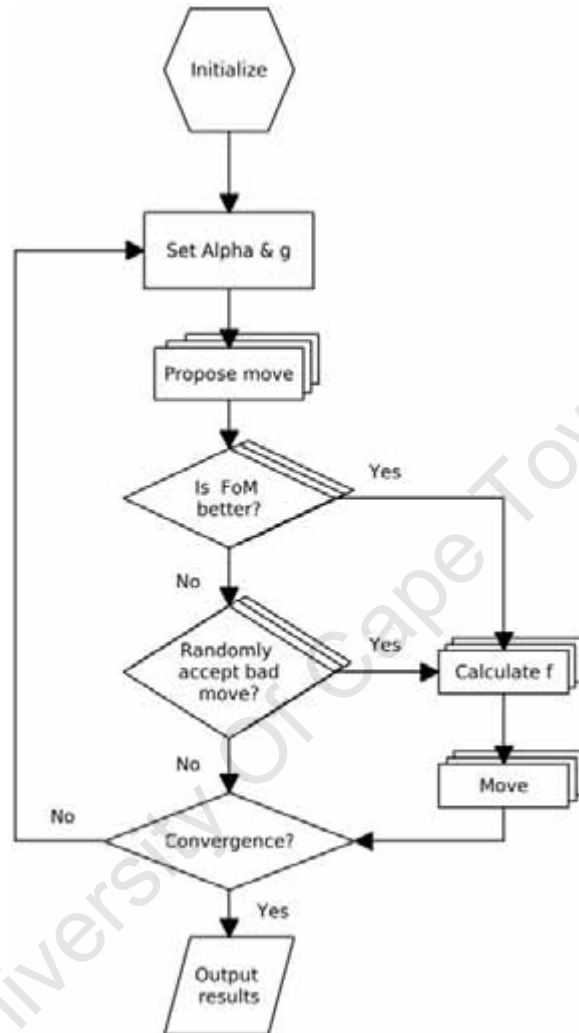 Initialize
Set Alpha & g
Propose move
Is FoM
better?
Yes
No
Randomly
accept bad
move?
Yes
Calculate f
No
Move
No
Convergence?
Yes
Output
results
University Of Cape Tow